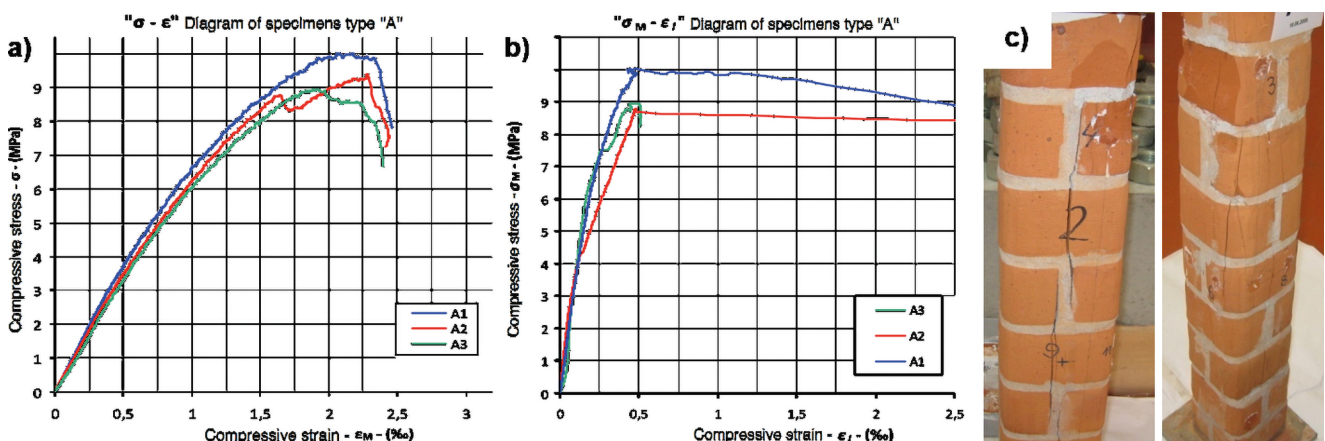 a)
"σ - ε" Diagram of specimens type "A"
Compressive stress - σ - (MPa)
9
8
7
6
5
4
3
2
1
0
0 0,5 1 1,5 2 2,5 3
Compressive strain - εM - (‰)
A1
A2
A3
b)
"σM - εl" Diagram of specimens type "A"
Compressive stress - σM - (MPa)
9
8
7
6
5
4
3
2
1
0
0 0,5 1 1,5 2 2,5
Compressive strain - εl - (‰)
A3
A2
A1
c)
4
2
9+
3